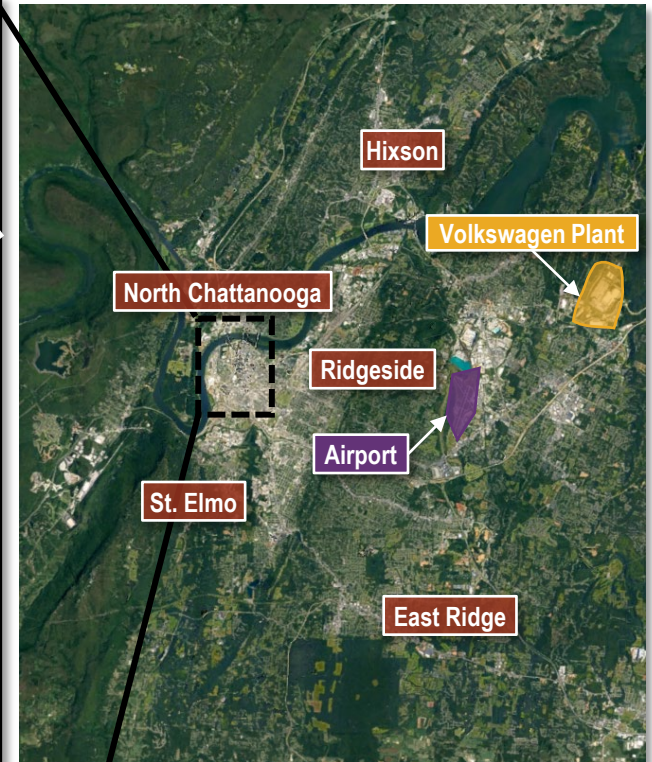 Hixson
Volkswagen Plant
North Chattanooga
Ridgeside
Airport
St. Elmo
East Ridge